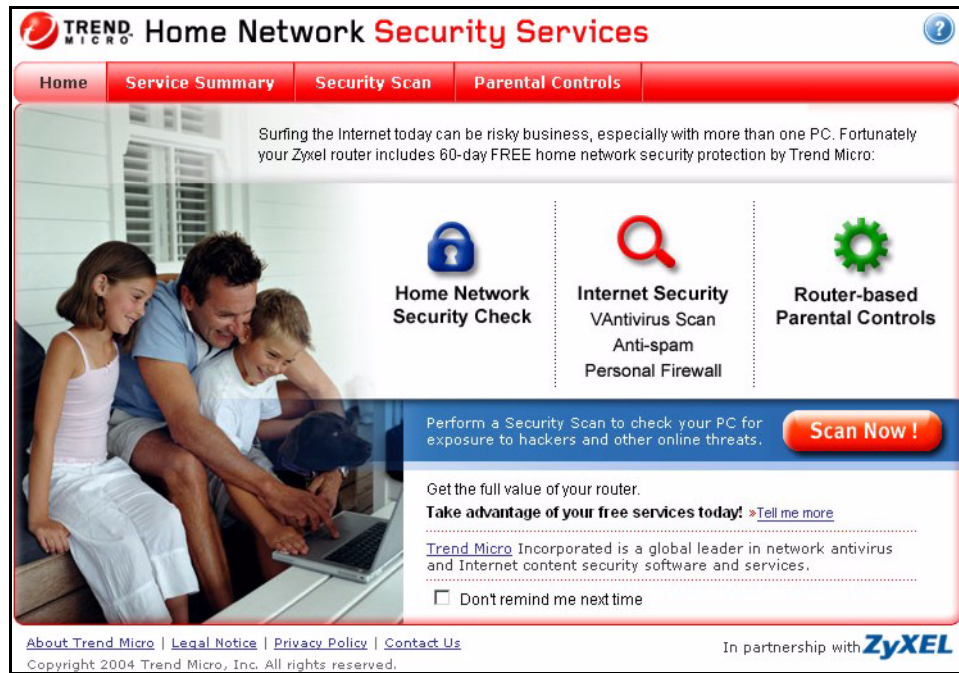 TREND MICRO Home Network Security Services
?
Home Service Summary Security Scan Parental Controls
Surfing the Internet today can be risky business, especially with more than one PC. Fortunately
your Zyxel router includes 60-day FREE home network security protection by Trend Micro:
Home Network
Security Check
Internet Security
VAntivirus Scan
Anti-spam
Personal Firewall
Router-based
Parental Controls
Perform a Security Scan to check your PC for
exposure to hackers and other online threats.
Scan Now !
Get the full value of your router.
Take advantage of your free services today! »Tell me more
Trend Micro Incorporated is a global leader in network antivirus
and Internet content security software and services.
Don't remind me next time
About Trend Micro | Legal Notice | Privacy Policy | Contact Us
Copyright 2004 Trend Micro, Inc. All rights reserved.
In partnership with ZyXEL